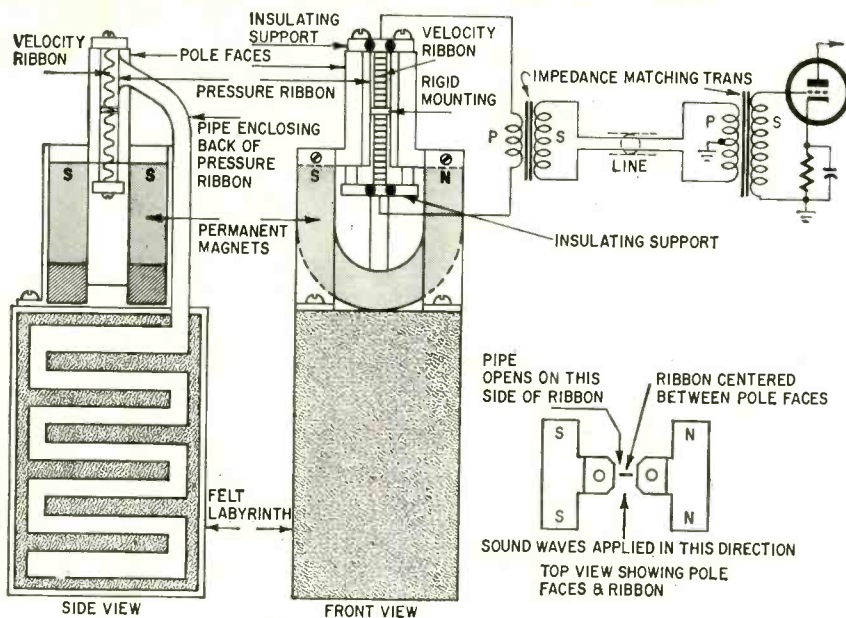 INSULATING
SUPPORT
VELOCITY
RIBBON
POLE FACES
VELOCITY
RIBBON
PRESSURE RIBBON
RIGID
MOUNTING
IMPEDANCE MATCHING TRANS
PIPE ENCLOSING
BACK OF
PRESSURE
RIBBON
P
S
P
S
LINE
S
S
S
N
PERMANENT
MAGNETS
INSULATING SUPPORT
PIPE
OPENS ON THIS
SIDE OF RIBBON
RIBBON CENTERED
BETWEEN POLE FACES
S
N
S
N
FELT
LABYRINTH
SOUND WAVES APPLIED IN THIS DIRECTION
TOP VIEW SHOWING POLE
FACES & RIBBON
SIDE VIEW
FRONT VIEW